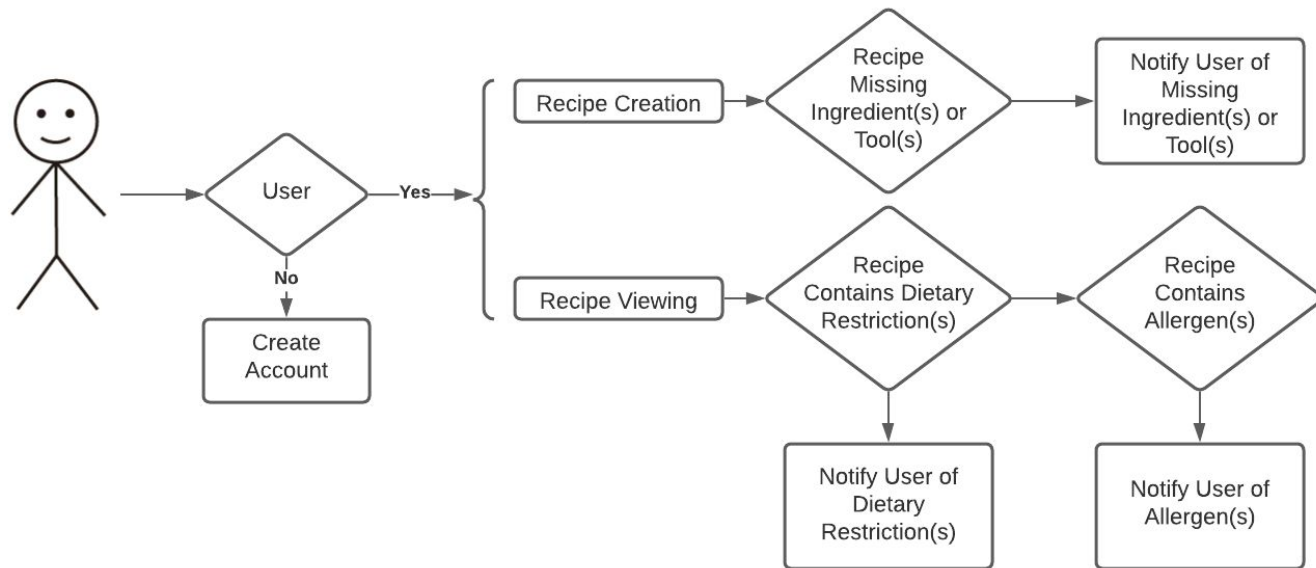 User
Yes
No
Create
Account
Recipe Creation
Recipe
Missing
Ingredient(s) or
Tool(s)
Notify User of
Missing
Ingredient(s) or
Tool(s)
Recipe Viewing
Recipe
Contains Dietary
Restriction(s)
Recipe
Contains
Allergen(s)
Notify User of
Dietary
Restriction(s)
Notify User of
Allergen(s)